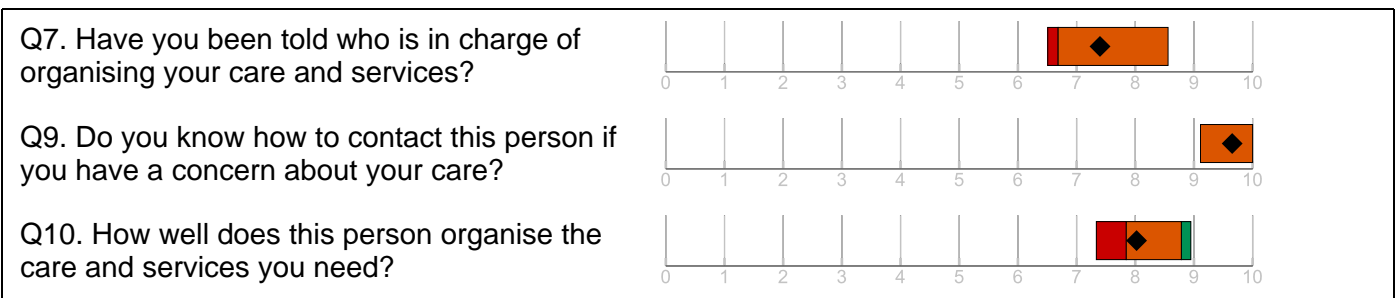 Q7. Have you been told who is in charge of
organising your care and services?
0 1 2 3 4 5 6 7 8 9 10
Q9. Do you know how to contact this person if
you have a concern about your care?
0 1 2 3 4 5 6 7 8 9 10
Q10. How well does this person organise the
care and services you need?
0 1 2 3 4 5 6 7 8 9 10